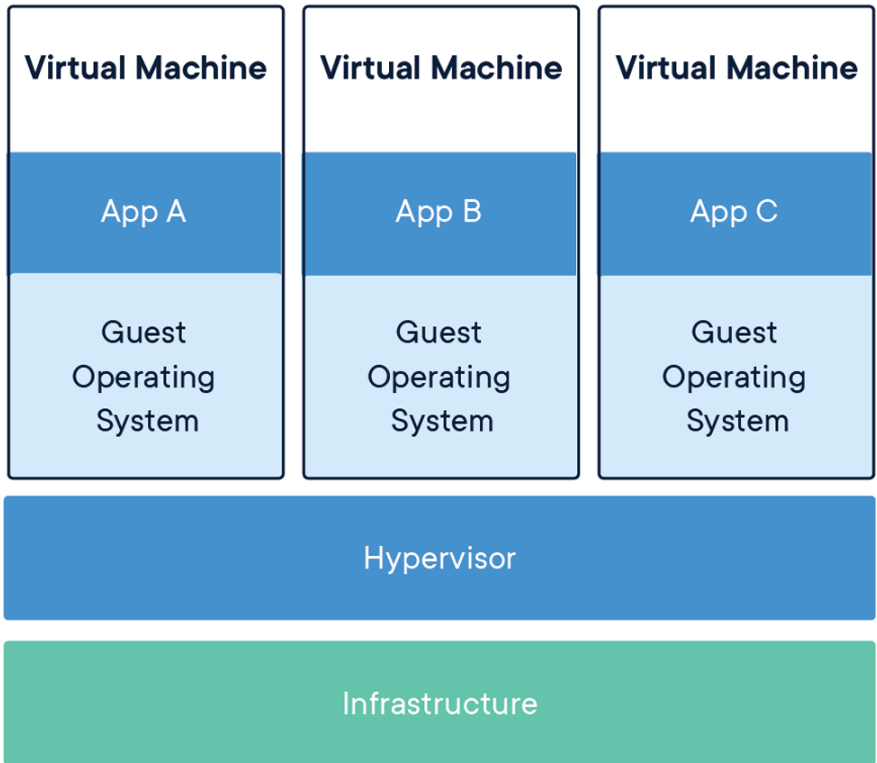 Virtual Machine
Virtual Machine
Virtual Machine
App A
App B
App C
Guest
Operating
System
Guest
Operating
System
Guest
Operating
System
Hypervisor
Infrastructure